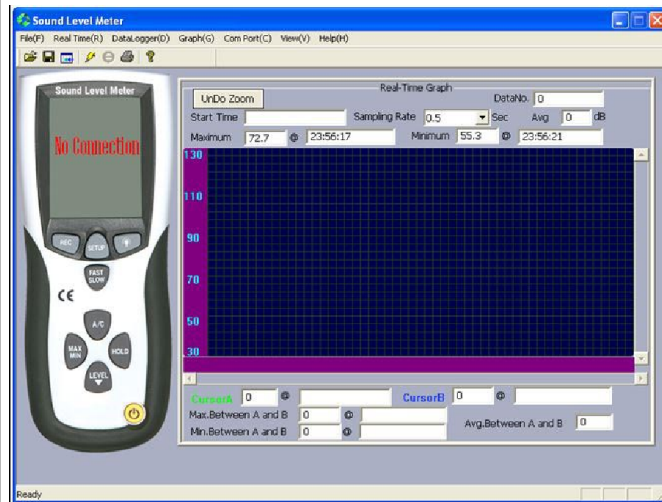 Sound Level Meter
File(F) Real Time(R) DataLogger(D) Graph(G) Com Port(C) View(V) Help(H)
Sound Level Meter
No Connection
REC
SETUP
FAST
SLOW
CE
A/C
MAX
MIN
HOLD
LEVEL
Real-Time Graph
UnDo Zoom
DataNo. 0
Start Time Sampling Rate 0.5 Sec Avg 0 dB
Maximum 72.7 @ 23:56:17 Minimum 55.3 @ 23:56:21
130
110
90
70
50
30
CursorA 0 @ CursorB 0 @
Max.Between A and B 0 @
Avg.Between A and B 0
Min.Between A and B 0 @
Ready